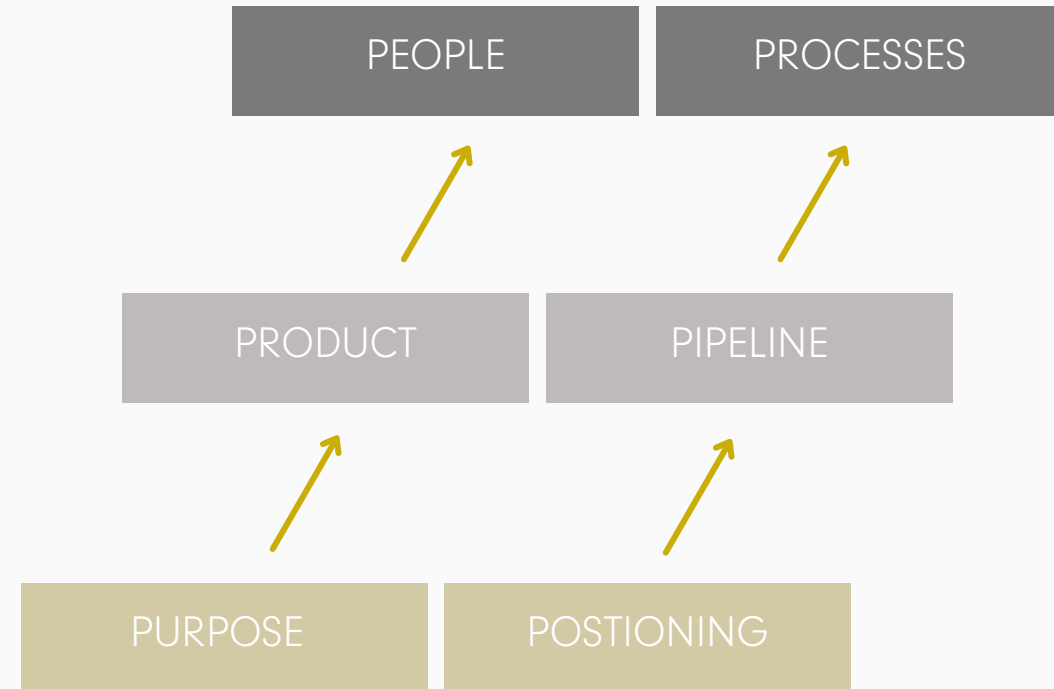 PEOPLE
PROCESSES
PRODUCT
PIPELINE
PURPOSE
POSTIONING